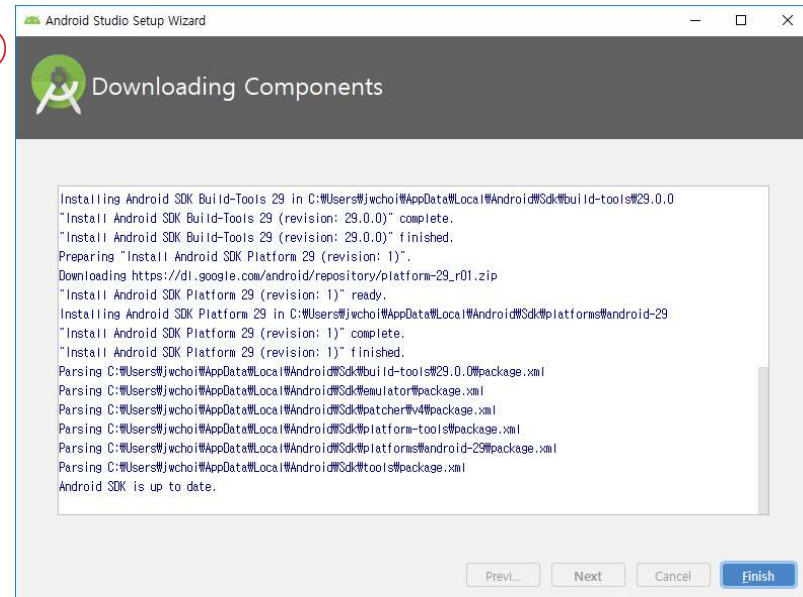 Android Studio Setup Wizard
Downloading Components
Installing Android SDK Build-Tools 29 in C:₩Users₩jwchoi₩AppData₩Local₩Android₩Sdk₩build-tools₩29.0.0
"Install Android SDK Build-Tools 29 (revision: 29.0.0)" complete.
"Install Android SDK Build-Tools 29 (revision: 29.0.0)" finished.
Preparing "Install Android SDK Platform 29 (revision: 1)".
Downloading https://dl.google.com/android/repository/platform-29_r01.zip
"Install Android SDK Platform 29 (revision: 1)" ready.
Installing Android SDK Platform 29 in C:₩Users₩jwchoi₩AppData₩Local₩Android₩Sdk₩platforms₩android-29
"Install Android SDK Platform 29 (revision: 1)" complete.
"Install Android SDK Platform 29 (revision: 1)" finished.
Parsing C:₩Users₩jwchoi₩AppData₩Local₩Android₩Sdk₩build-tools₩29.0.0₩package.xml
Parsing C:₩Users₩jwchoi₩AppData₩Local₩Android₩Sdk₩emulator₩package.xml
Parsing C:₩Users₩jwchoi₩AppData₩Local₩Android₩Sdk₩patcher₩v4₩package.xml
Parsing C:₩Users₩jwchoi₩AppData₩Local₩Android₩Sdk₩platform-tools₩package.xml
Parsing C:₩Users₩jwchoi₩AppData₩Local₩Android₩Sdk₩platforms₩android-29₩package.xml
Parsing C:₩Users₩jwchoi₩AppData₩Local₩Android₩Sdk₩tools₩package.xml
Android SDK is up to date.
Previ... Next Cancel Finish